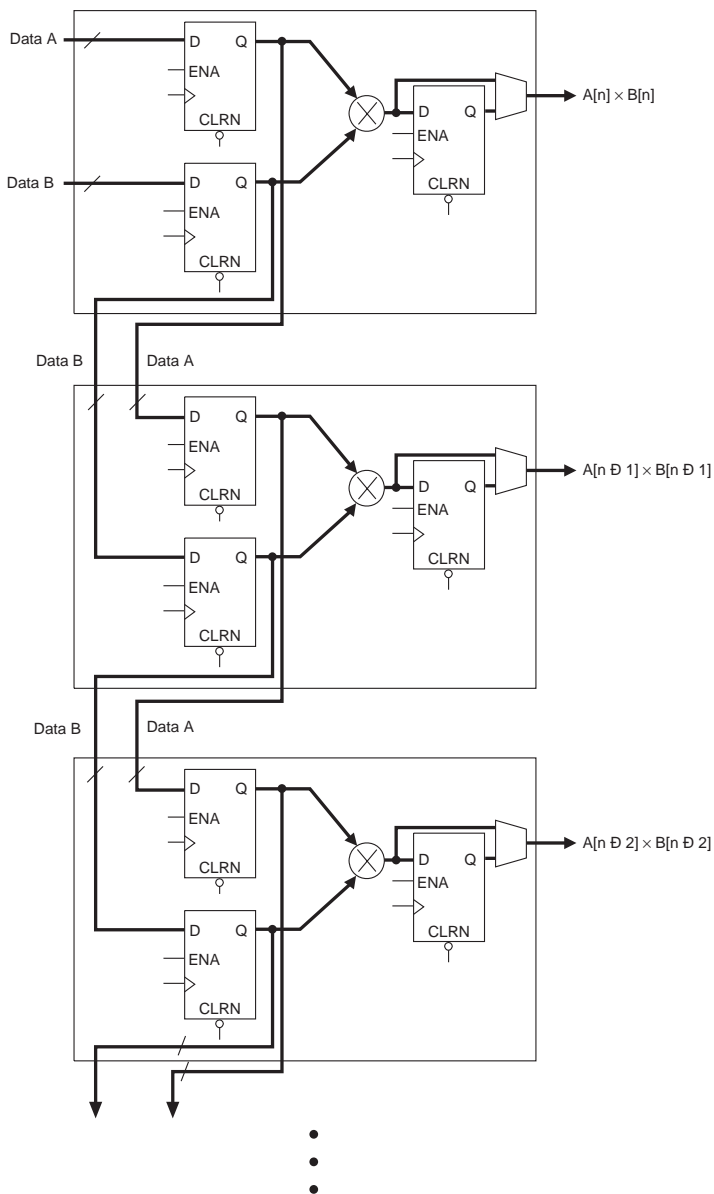 Data A
D Q
ENA
CLRN
D Q
ENA
CLRN
A[n] × B[n]
Data B
D Q
ENA
CLRN
Data B
Data A
D Q
ENA
CLRN
D Q
ENA
CLRN
A[n Ð 1] × B[n Ð 1]
D Q
ENA
CLRN
Data B
Data A
D Q
ENA
CLRN
D Q
ENA
CLRN
A[n Ð 2] × B[n Ð 2]
D Q
ENA
CLRN